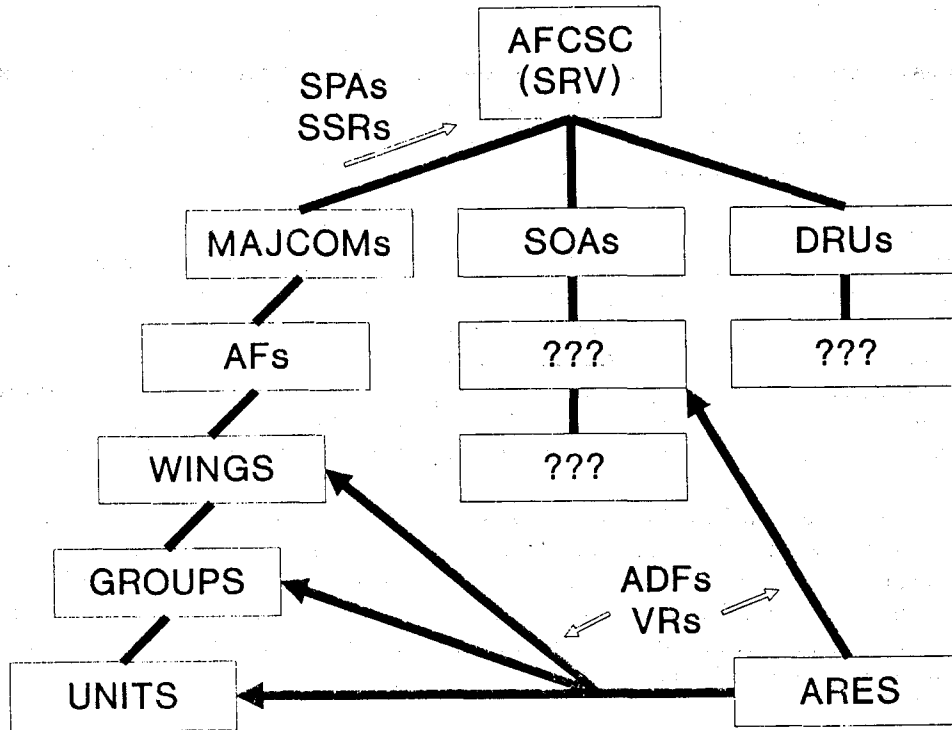 AFCSC
(SRV)
SPAs
SSRs
MAJCOMs
SOAs
DRUs
AFs
???
???
WINGS
???
GROUPS
ADFs
VRs
UNITS
ARES